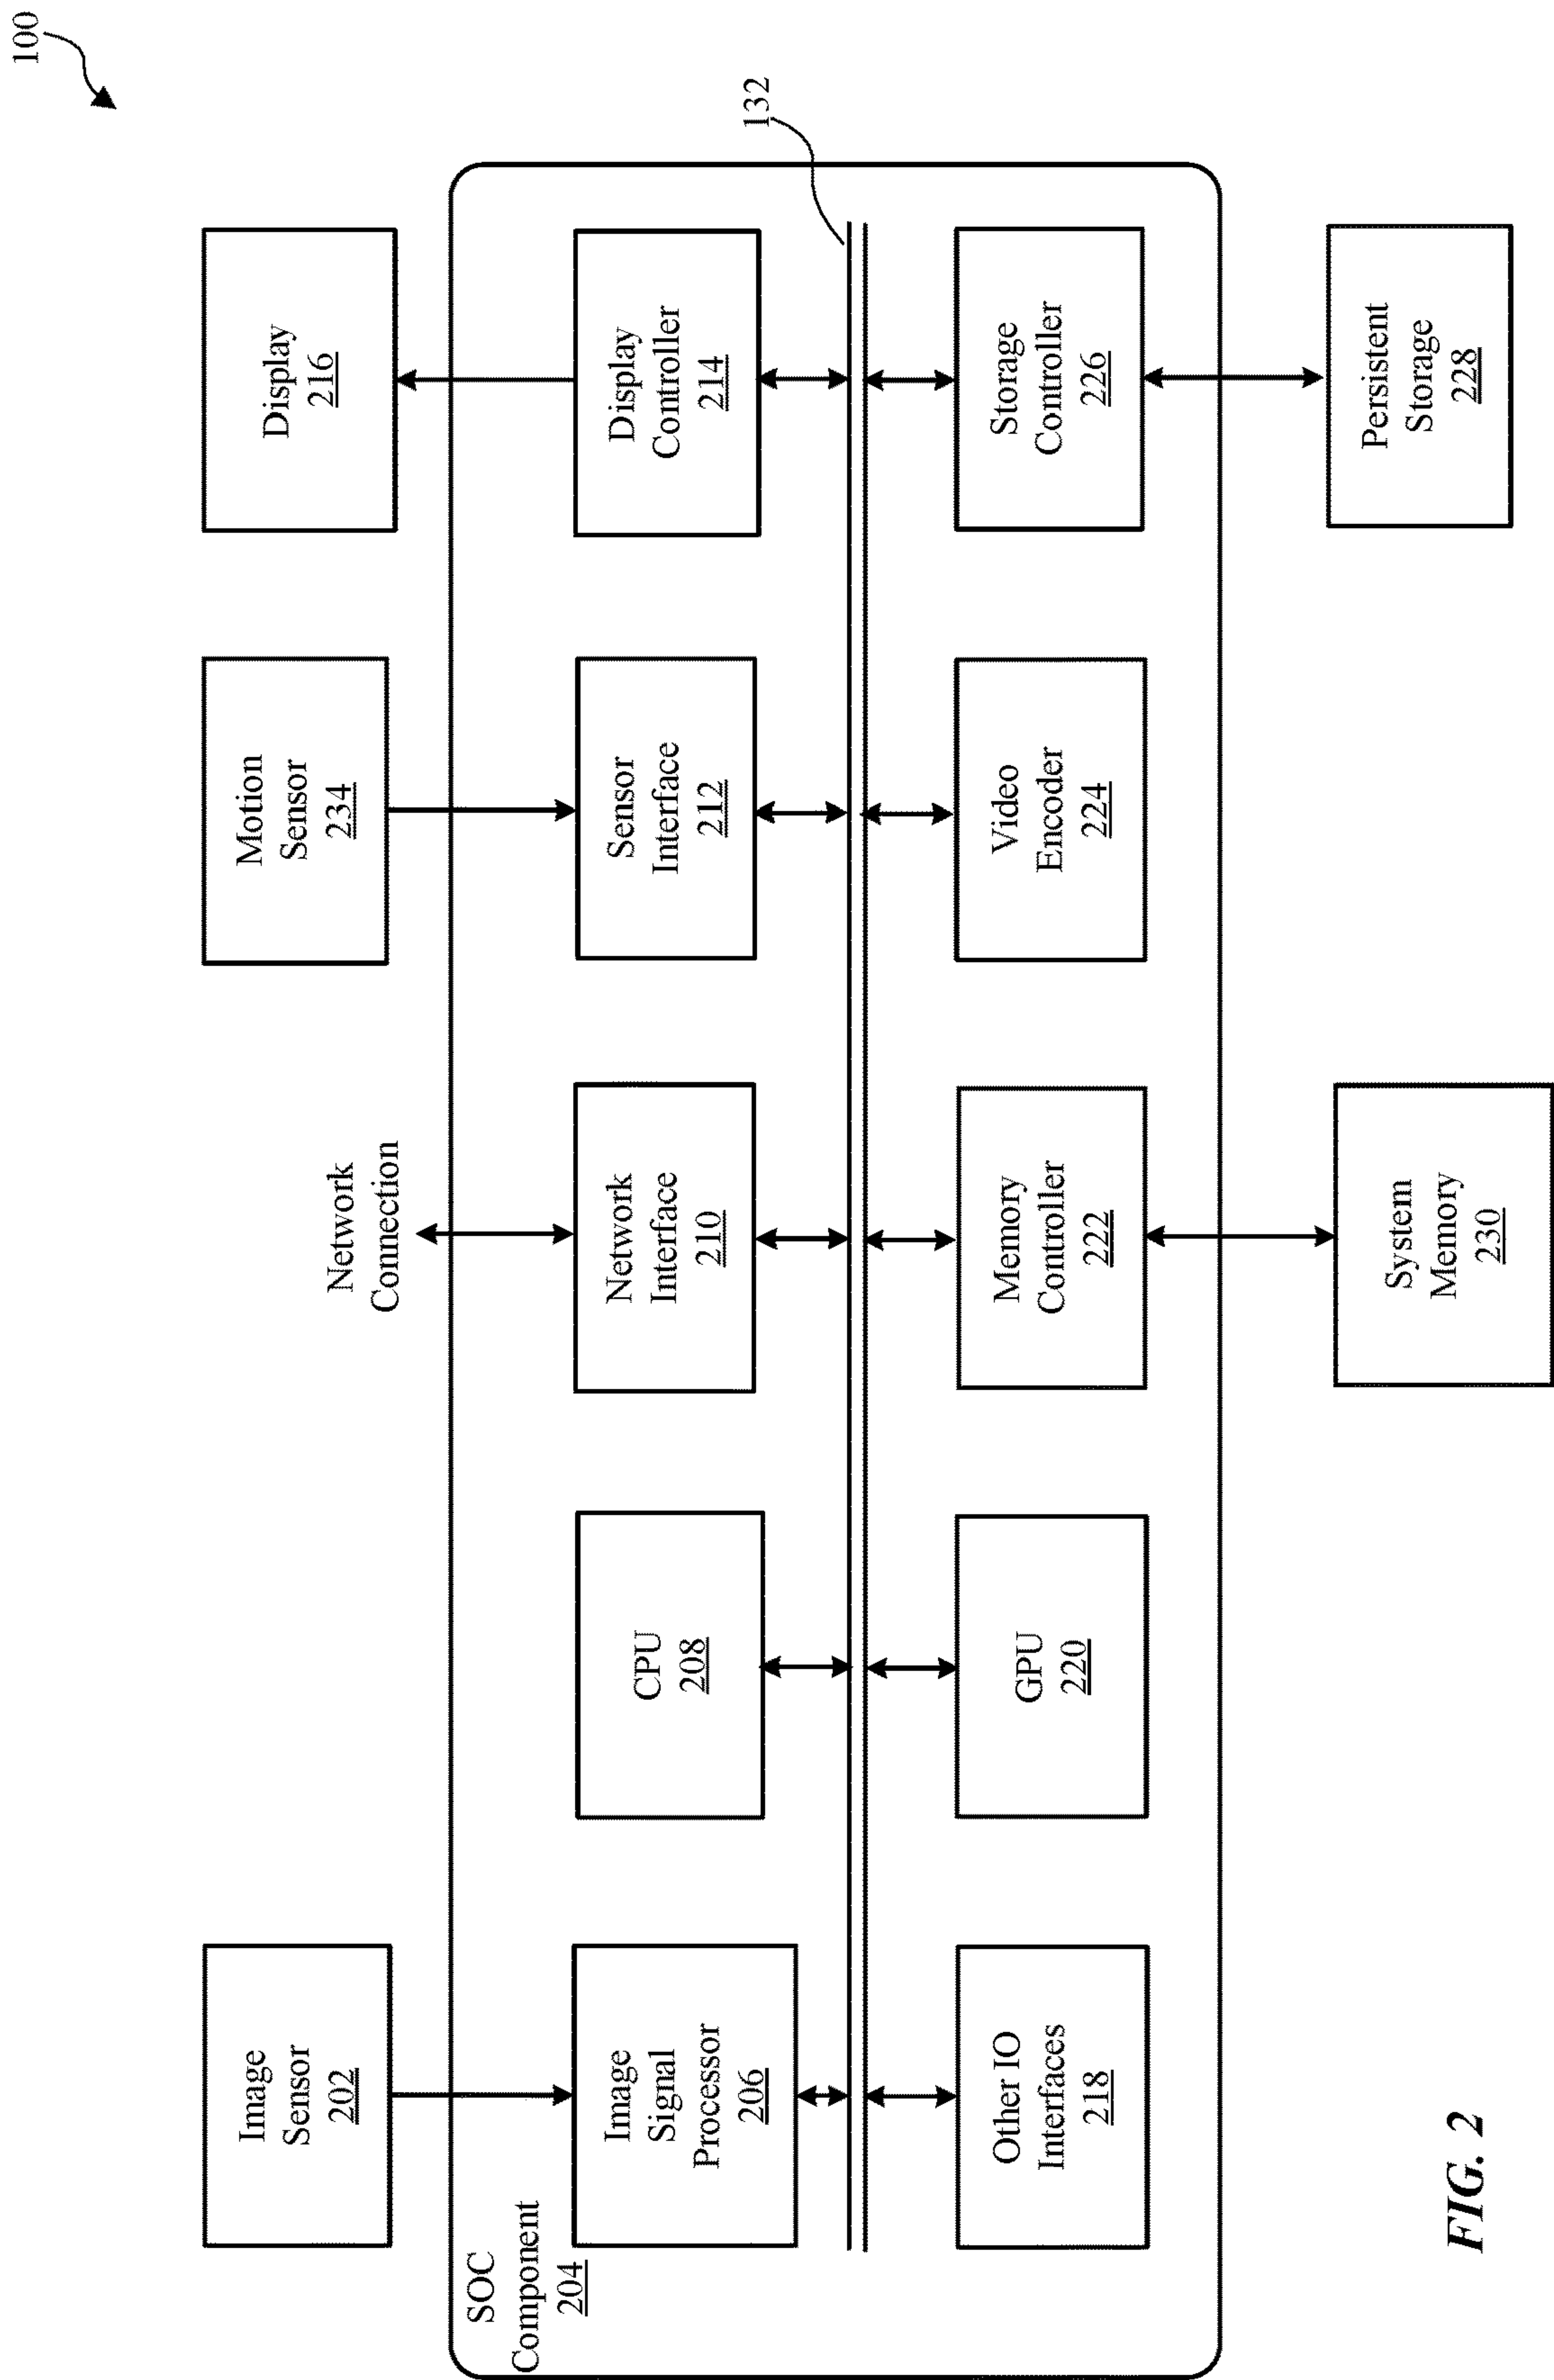 100
Image
Sensor
202
Network
Connection
Motion
Sensor
234
Display
216
SOC
Component
204
Image
Signal
Processor
206
CPU
208
Network
Interface
210
Sensor
Interface
212
Display
Controller
214
132
Other IO
Interfaces
218
GPU
220
Memory
Controller
222
Video
Encoder
224
Storage
Controller
226
System
Memory
230
Persistent
Storage
228
FIG. 2